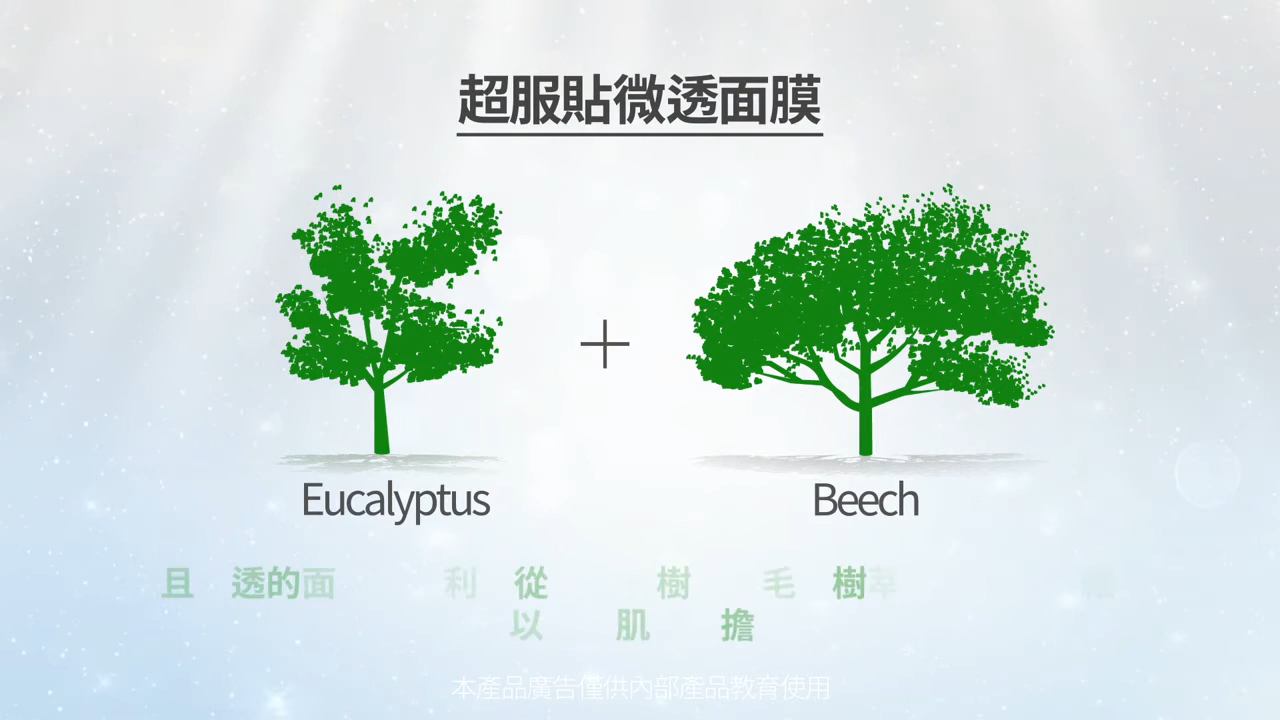 超服貼微透面膜
Eucalyptus
Beech
且 透的面 利 從 樹 毛 樹萃
以 肌 擔
本產品廣告僅供內部產品教育使用